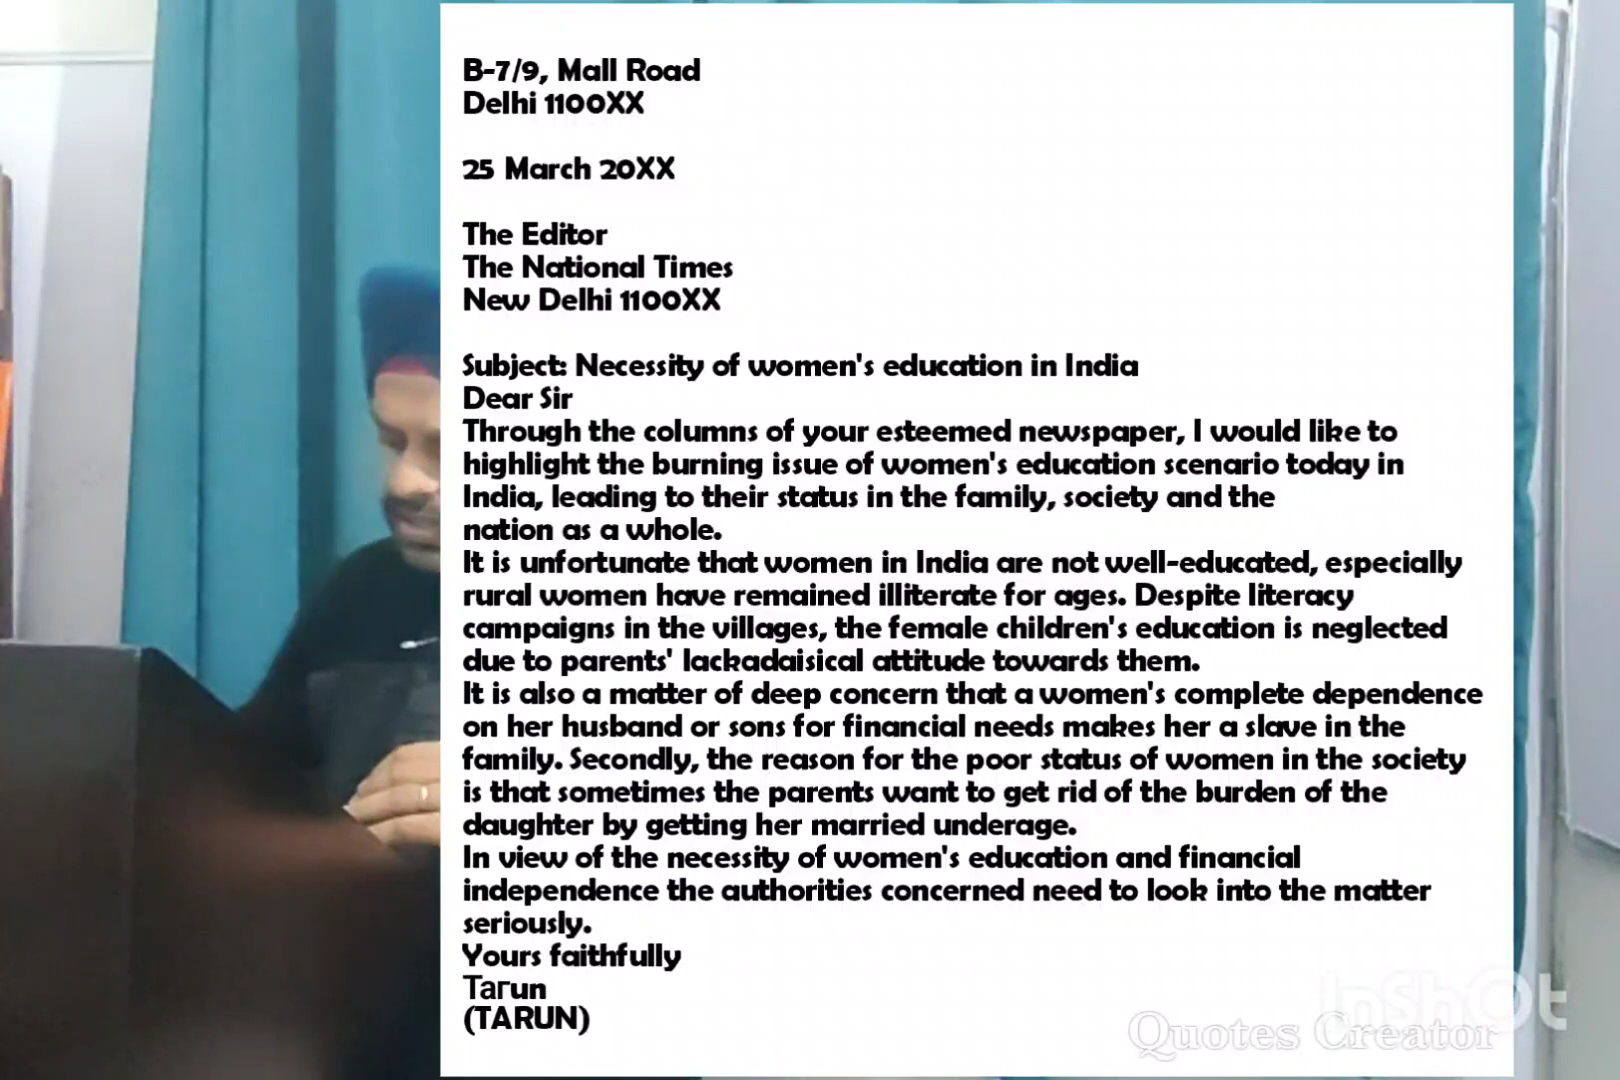 B-7/9, Mall Road
Delhi 1100XX
25 March 20XX
The Editor
The National Times
New Delhi 1100XX
Subject: Necessity of women's education in India
Dear Sir
Through the columns of your esteemed newspaper, I would like to
highlight the burning issue of women's education scenario today in
India, leading to their status in the family, society and the
nation as a whole.
It is unfortunate that women in India are not well-educated, especially
rural women have remained illiterate for ages. Despite literacy
campaigns in the villages, the female children's education is neglected
due to parents' lackadaisical attitude towards them.
It is also a matter of deep concern that a women's complete dependence
on her husband or sons for financial needs makes her a slave in the
family. Secondly, the reason for the poor status of women in the society
is that sometimes the parents want to get rid of the burden of the
daughter by getting her married underage.
In view of the necessity of women's education and financial
independence the authorities concerned need to look into the matter
seriously.
Yours faithfully
Tarun
(TARUN)
InShOt
Quotes Creator